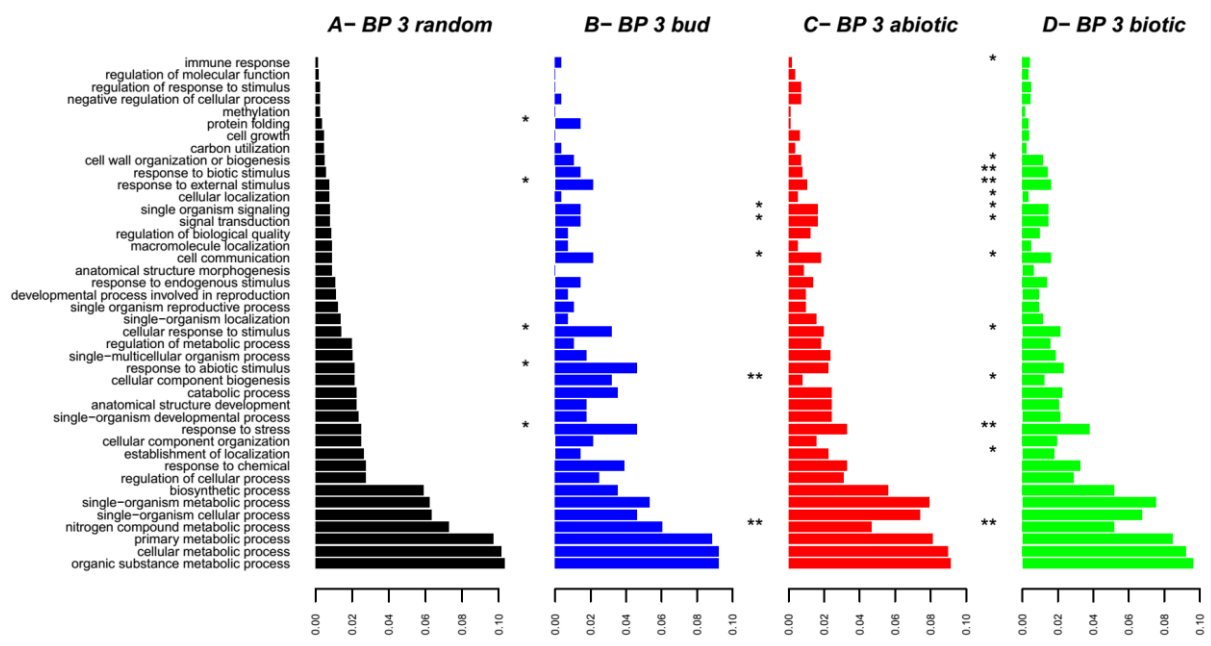 A− BP 3 random B− BP 3 bud C− BP 3 abiotic D− BP 3 biotic
immune response *
regulation of molecular function
regulation of response to stimulus
negative regulation of cellular process
methylation
protein folding *
cell growth
carbon utilization
cell wall organization or biogenesis *
response to biotic stimulus **
response to external stimulus * **
cellular localization *
single organism signaling * *
signal transduction * *
regulation of biological quality
macromolecule localization
cell communication * *
anatomical structure morphogenesis
response to endogenous stimulus
developmental process involved in reproduction
single organism reproductive process
single−organism localization
cellular response to stimulus * *
regulation of metabolic process
single−multicellular organism process
response to abiotic stimulus *
cellular component biogenesis ** *
catabolic process
anatomical structure development
single−organism developmental process
response to stress * **
cellular component organization
establishment of localization *
response to chemical
regulation of cellular process
biosynthetic process
single−organism metabolic process
single−organism cellular process
nitrogen compound metabolic process ** **
primary metabolic process
cellular metabolic process
organic substance metabolic process
0.00 0.02 0.04 0.06 0.08 0.10 0.00 0.02 0.04 0.06 0.08 0.10 0.00 0.02 0.04 0.06 0.08 0.10 0.00 0.02 0.04 0.06 0.08 0.10